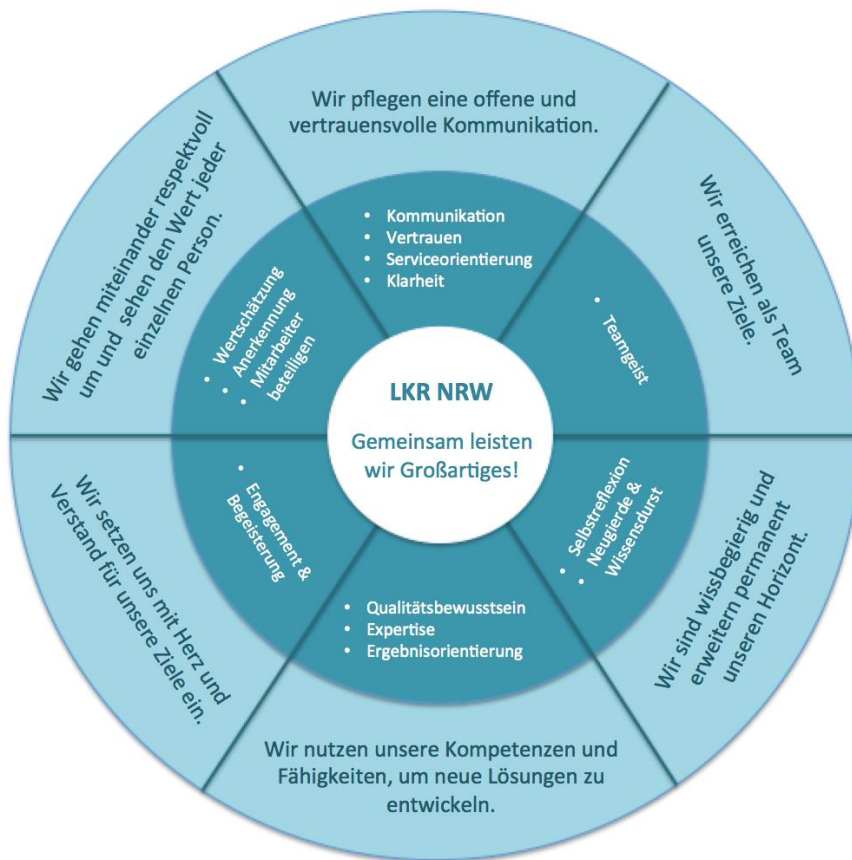 Wir pflegen eine offene und
vertrauensvolle Kommunikation.
• Kommunikation
• Vertrauen
• Serviceorientierung
• Klarheit
Wir erreichen als Team
unsere Ziele.
• Teamgeist
Wir sind wissbegierig und
erweitern permanent
unseren Horizont.
• Selbstreflexion
• Neugierde &
Wissensdurst
Wir nutzen unsere Kompetenzen und
Fähigkeiten, um neue Lösungen zu
entwickeln.
• Qualitätsbewusstsein
• Expertise
• Ergebnisorientierung
Wir setzen uns mit Herz und
Verstand für unsere Ziele ein.
• Engagement &
Begeisterung
Wir gehen miteinander respektvoll
um und sehen den Wert jeder
einzelnen Person.
• Wertschätzung
• Anerkennung
• Mitarbeiter
beteiligen
LKR NRW
Gemeinsam leisten
wir Großartiges!